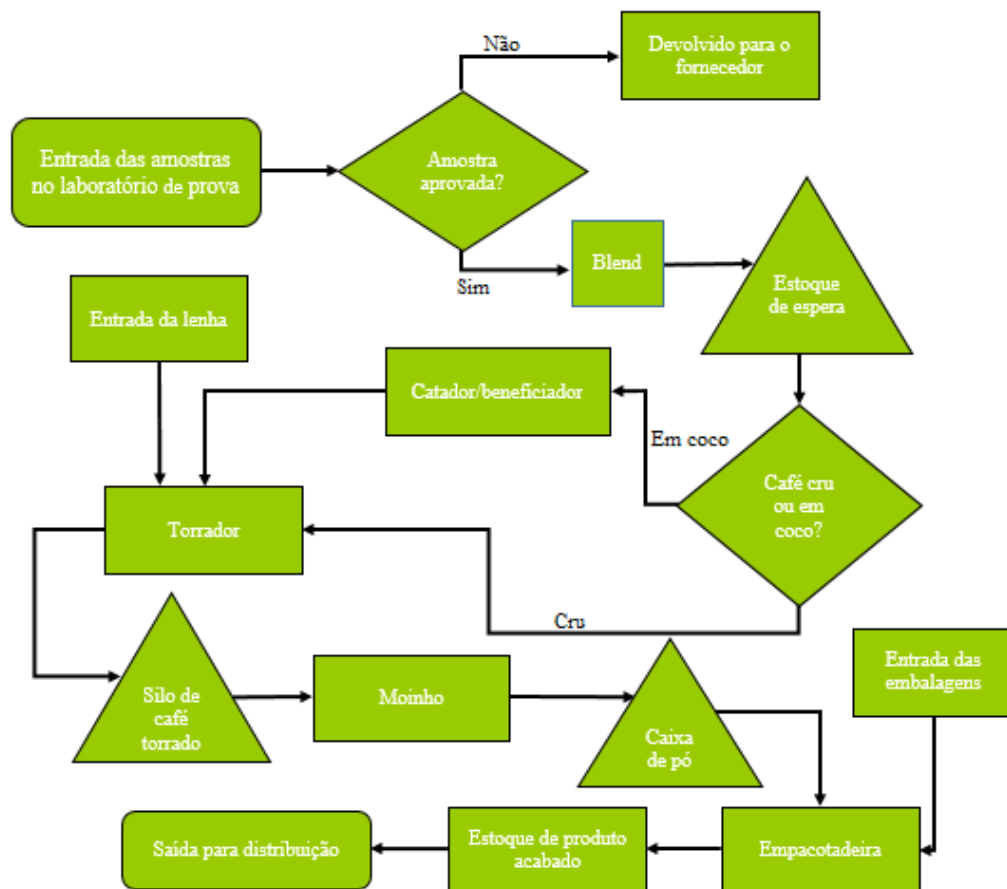 Não
Devolvido para o
fornecedor
Entrada das amostras
no laboratório de prova
Amostra
aprovada?
Sim
Blend
Estoque
de espera
Entrada da lenha
Catador/beneficiador
Em coco
Café cru
ou em
coco?
Torrador
Cru
Silo de
café
torrado
Moinho
Caixa
de pó
Entrada das
embalagens
Saída para distribuição
Estoque de produto
acabado
Empacotadeira